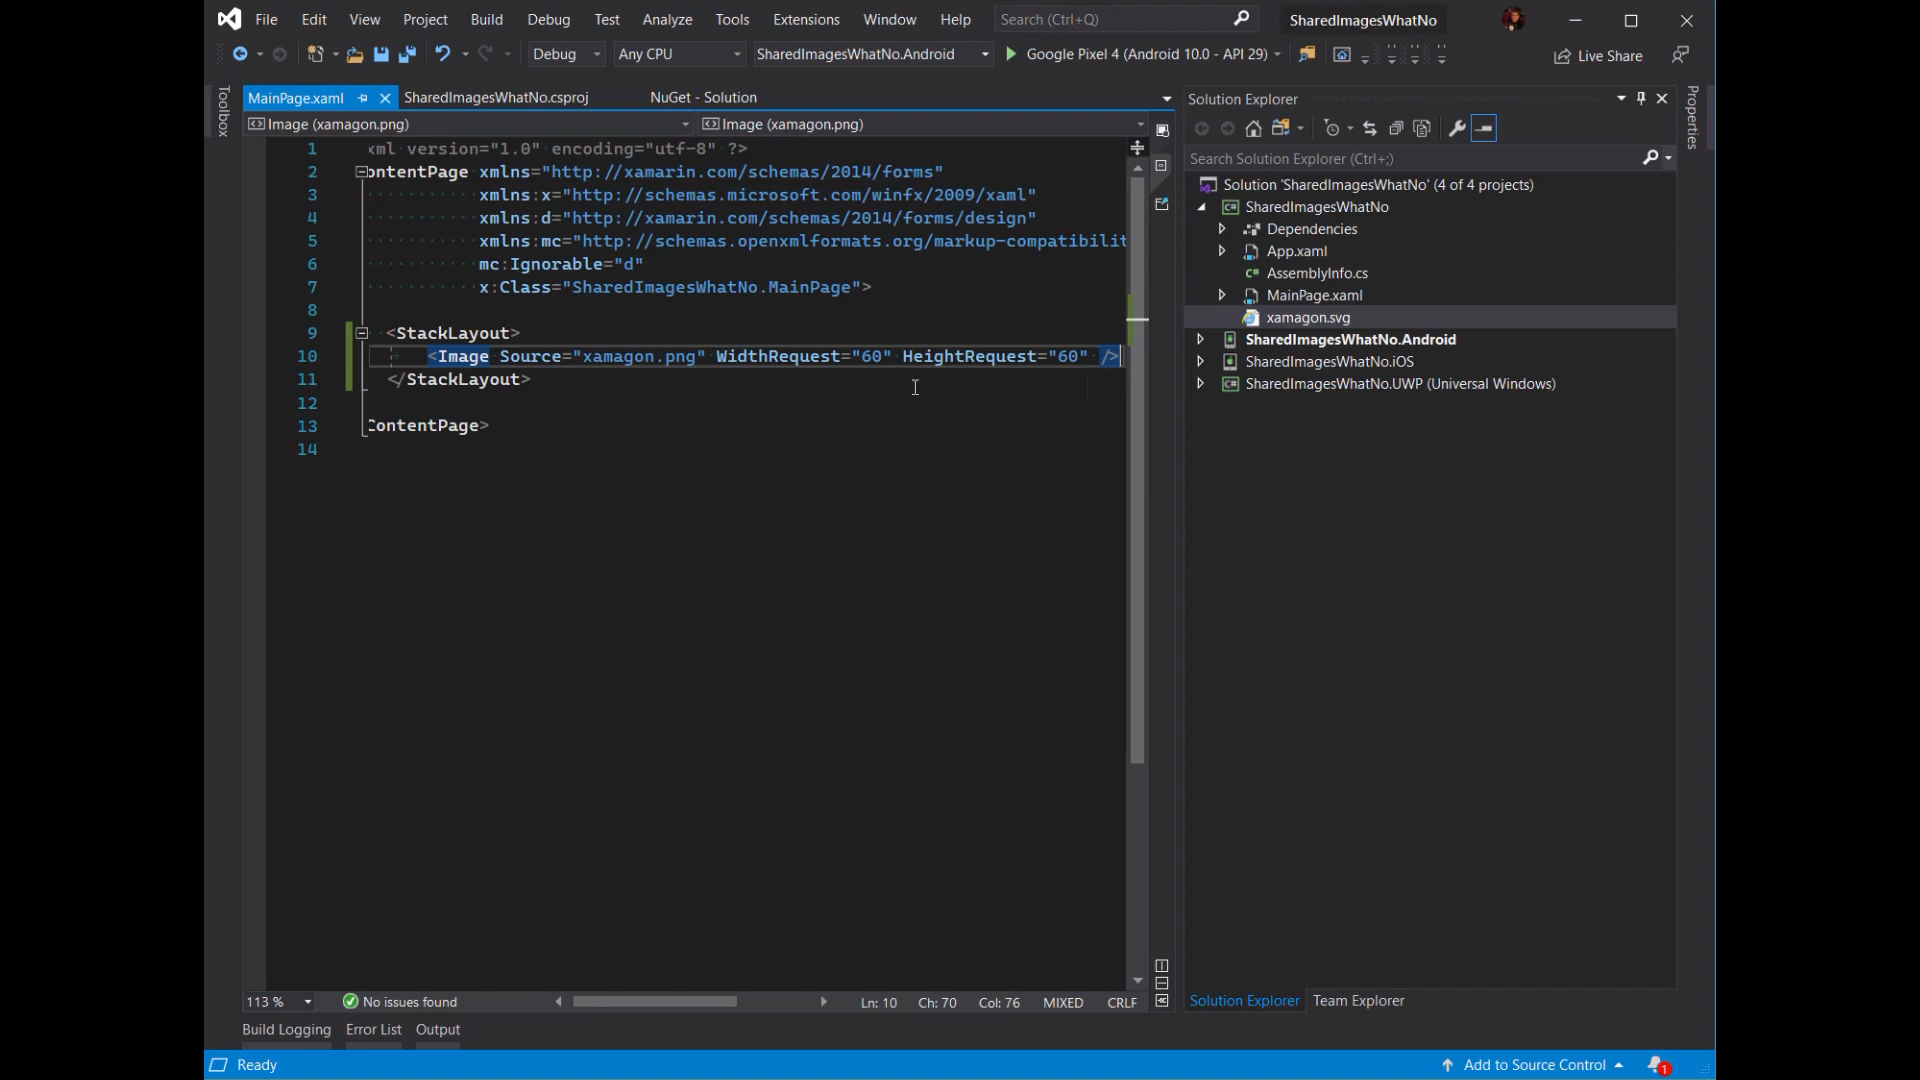 File Edit View Project Build Debug Test Analyze Tools Extensions Window Help Search (Ctrl+Q) SharedImagesWhatNo
Debug Any CPU SharedImagesWhatNo.Android Google Pixel 4 (Android 10.0 - API 29) Live Share
Toolbox
MainPage.xaml SharedImagesWhatNo.csproj NuGet - Solution
Image (xamagon.png) Image (xamagon.png)
1 xml version="1.0" encoding="utf-8" ?>
2 ontentPage xmlns="http://xamarin.com/schemas/2014/forms"
3 xmlns:x="http://schemas.microsoft.com/winfx/2009/xaml"
4 xmlns:d="http://xamarin.com/schemas/2014/forms/design"
5 xmlns:mc="http://schemas.openxmlformats.org/markup-compatibilit
6 mc:Ignorable="d"
7 x:Class="SharedImagesWhatNo.MainPage">
8
9 <StackLayout>
10 <Image Source="xamagon.png" WidthRequest="60" HeightRequest="60" />
11 </StackLayout>
12
13 ContentPage>
14
113 % No issues found Ln: 10 Ch: 70 Col: 76 MIXED CRLF
Solution Explorer
Search Solution Explorer (Ctrl+;)
Solution 'SharedImagesWhatNo' (4 of 4 projects)
SharedImagesWhatNo
Dependencies
App.xaml
AssemblyInfo.cs
MainPage.xaml
xamagon.svg
SharedImagesWhatNo.Android
SharedImagesWhatNo.iOS
SharedImagesWhatNo.UWP (Universal Windows)
Solution Explorer Team Explorer
Properties
Build Logging Error List Output
Ready Add to Source Control 1